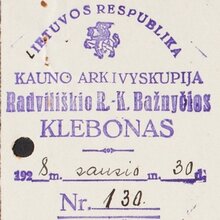 LIETUVOS RESPUBLIKA
KAUNO ARKIVYSKUPIJA
Radviliškio R.-K. Bažnyčios
KLEBONAS
1928 m. sausio m. 30 d.
Nr. 130.